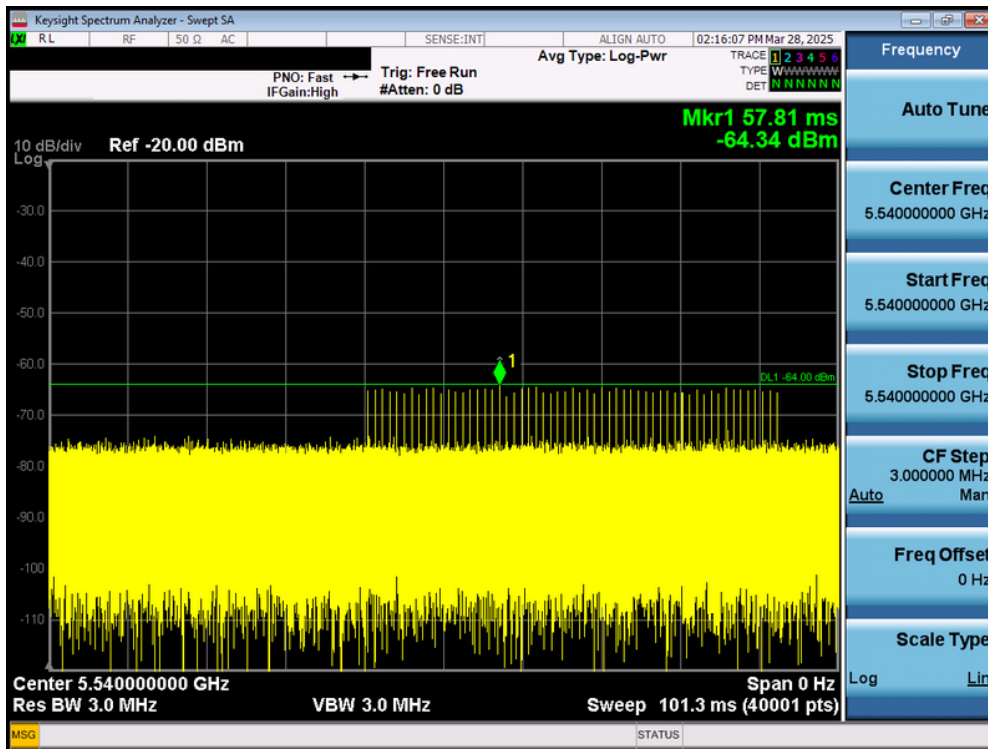 Keysight Spectrum Analyzer - Swept SA
LXI RL RF 50 Ω AC SENSE:INT ALIGN AUTO 02:16:07 PM Mar 28, 2025
Frequency
PNO: Fast
IFGain:High
Trig: Free Run
#Atten: 0 dB
Avg Type: Log-Pwr
TRACE 1 2 3 4 5 6
TYPE WWWWWW
DET N N N N N N
Mkr1 57.81 ms
-64.34 dBm
10 dB/div Ref -20.00 dBm
Log
-30.0
-40.0
-50.0
-60.0
-70.0
-80.0
-90.0
-100
-110
1
DL1 -64.00 dBm
Center 5.540000000 GHz Span 0 Hz
Res BW 3.0 MHz VBW 3.0 MHz Sweep 101.3 ms (40001 pts)
Auto Tune
Center Freq
5.540000000 GHz
Start Freq
5.540000000 GHz
Stop Freq
5.540000000 GHz
CF Step
3.000000 MHz
Auto Man
Freq Offset
0 Hz
Scale Type
Log Lin
MSG STATUS